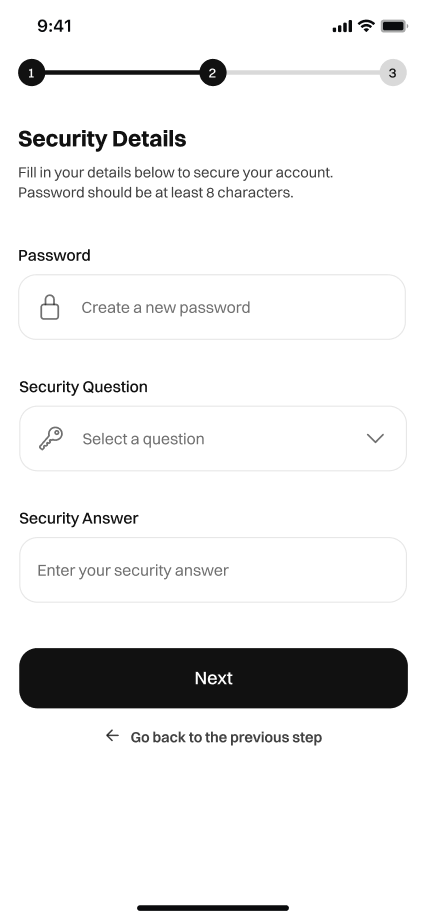 9:41
1 2 3
Security Details
Fill in your details below to secure your account.
Password should be at least 8 characters.
Password
Create a new password
Security Question
Select a question
Security Answer
Enter your security answer
Next
Go back to the previous step